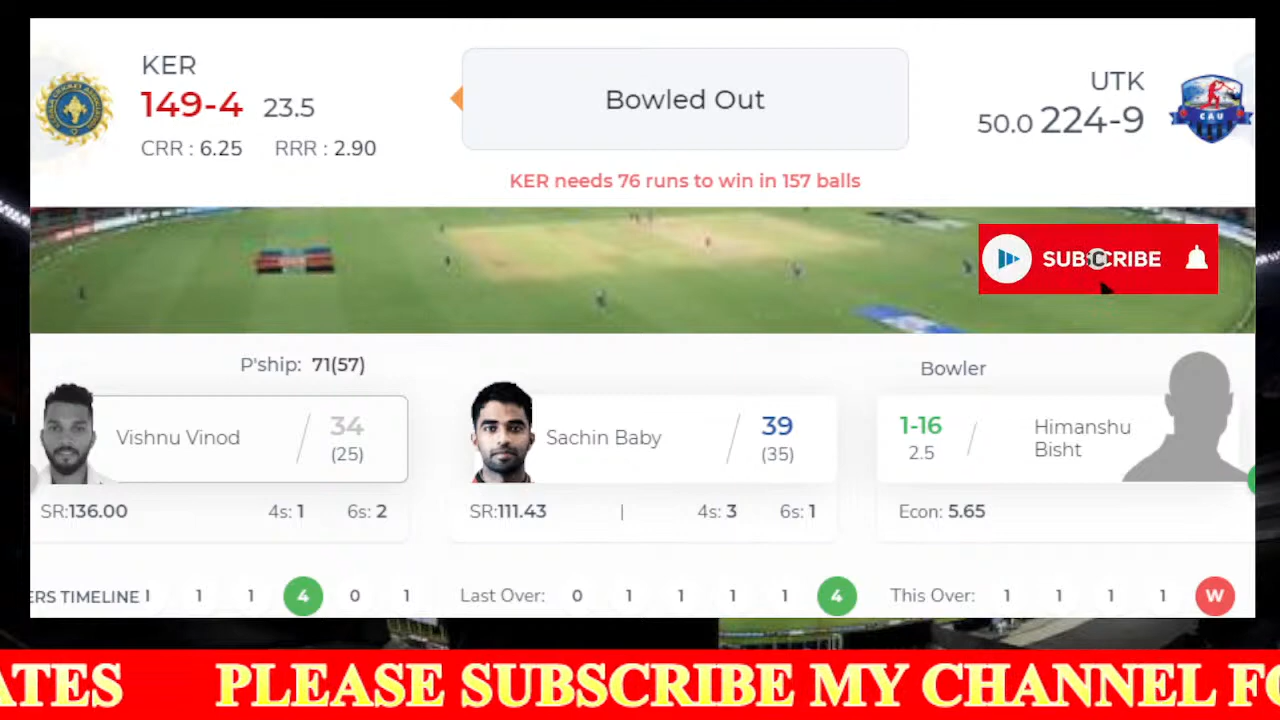 KER
149-4 23.5
CRR : 6.25 RRR : 2.90
Bowled Out
UTK
50.0 224-9
CAU
KER needs 76 runs to win in 157 balls
SUBSCRIBE
P'ship: 71(57)
Bowler
Vishnu Vinod 34 (25)
Sachin Baby 39 (35)
1-16 2.5 Himanshu Bisht
SR:136.00 4s: 1 6s: 2
SR:111.43 | 4s: 3 6s: 1
Econ: 5.65
ERS TIMELINE 1 1 1 4 0 1
Last Over: 0 1 1 1 1 4
This Over: 1 1 1 1 W
ATES PLEASE SUBSCRIBE MY CHANNEL FO